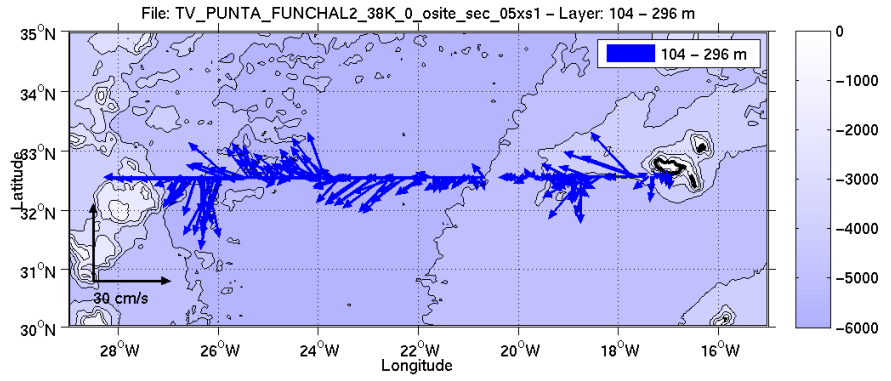 File: TV_PUNTA_FUNCHAL2_38K_0_osite_sec_05xs1 – Layer: 104 – 296 m
35°N
34°N
33°N
32°N
31°N
30°N
Latitude
104 – 296 m
30 cm/s
28°W
26°W
24°W
22°W
20°W
18°W
16°W
Longitude
0
−1000
−2000
−3000
−4000
−5000
−6000